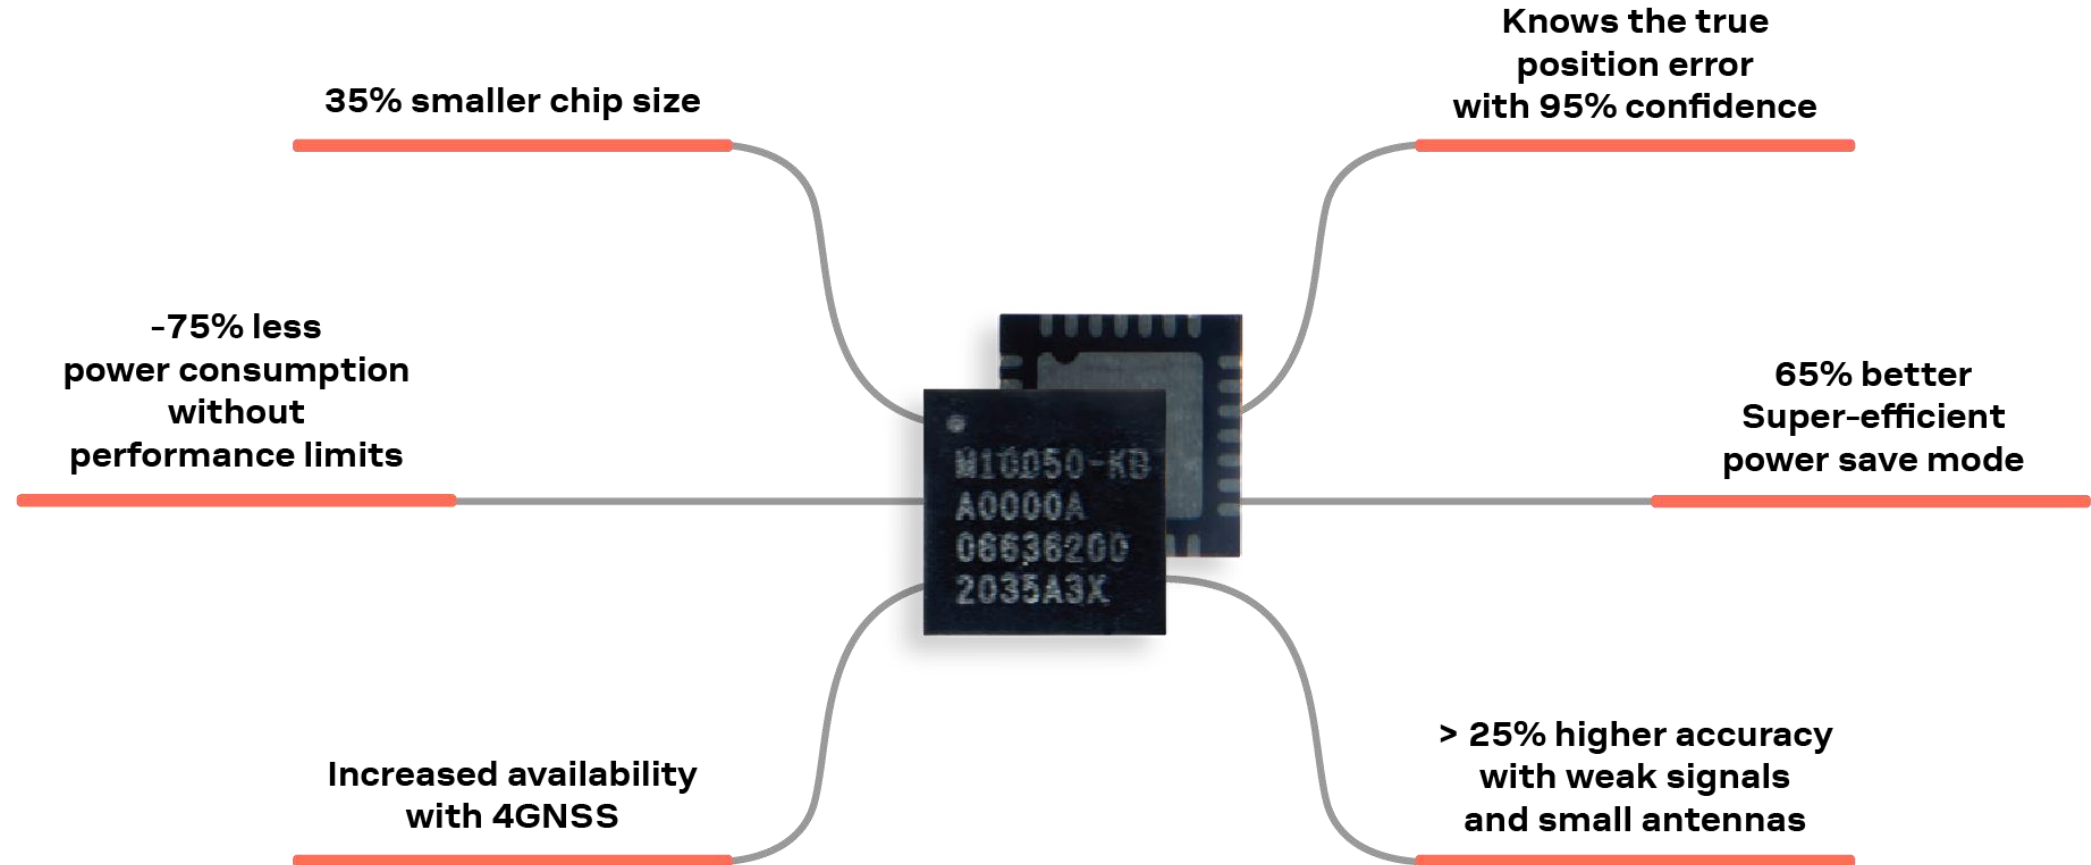 35% smaller chip size
Knows the true
position error
with 95% confidence
-75% less
power consumption
without
performance limits
65% better
Super-efficient
power save mode
M10050-KB
A0000A
2035A3X
Increased availability
with 4GNSS
> 25% higher accuracy
with weak signals
and small antennas